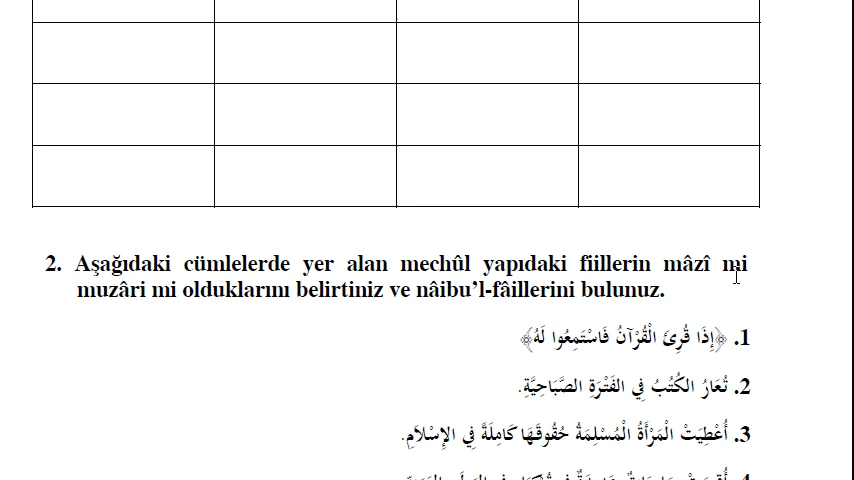 2. Aşağıdaki cümlelerde yer alan mechûl yapıdaki fiillerin mâzî mi
muzâri mi olduklarını belirtiniz ve nâibu’l-fâillerini bulunuz.
1. ﴿إِذَا قُرِئَ الْقُرْآنُ فَاسْتَمِعُوا لَهُ﴾
2. تُعَارُ الكُتُبُ فِي الفَتْرَةِ الصَّبَاحِيَّةِ.
3. أُعْطِيَتْ الْمَرْأَةُ الْمُسْلِمَةُ حُقُوقَهَا كَامِلَةً فِي الإِسْلَامِ.